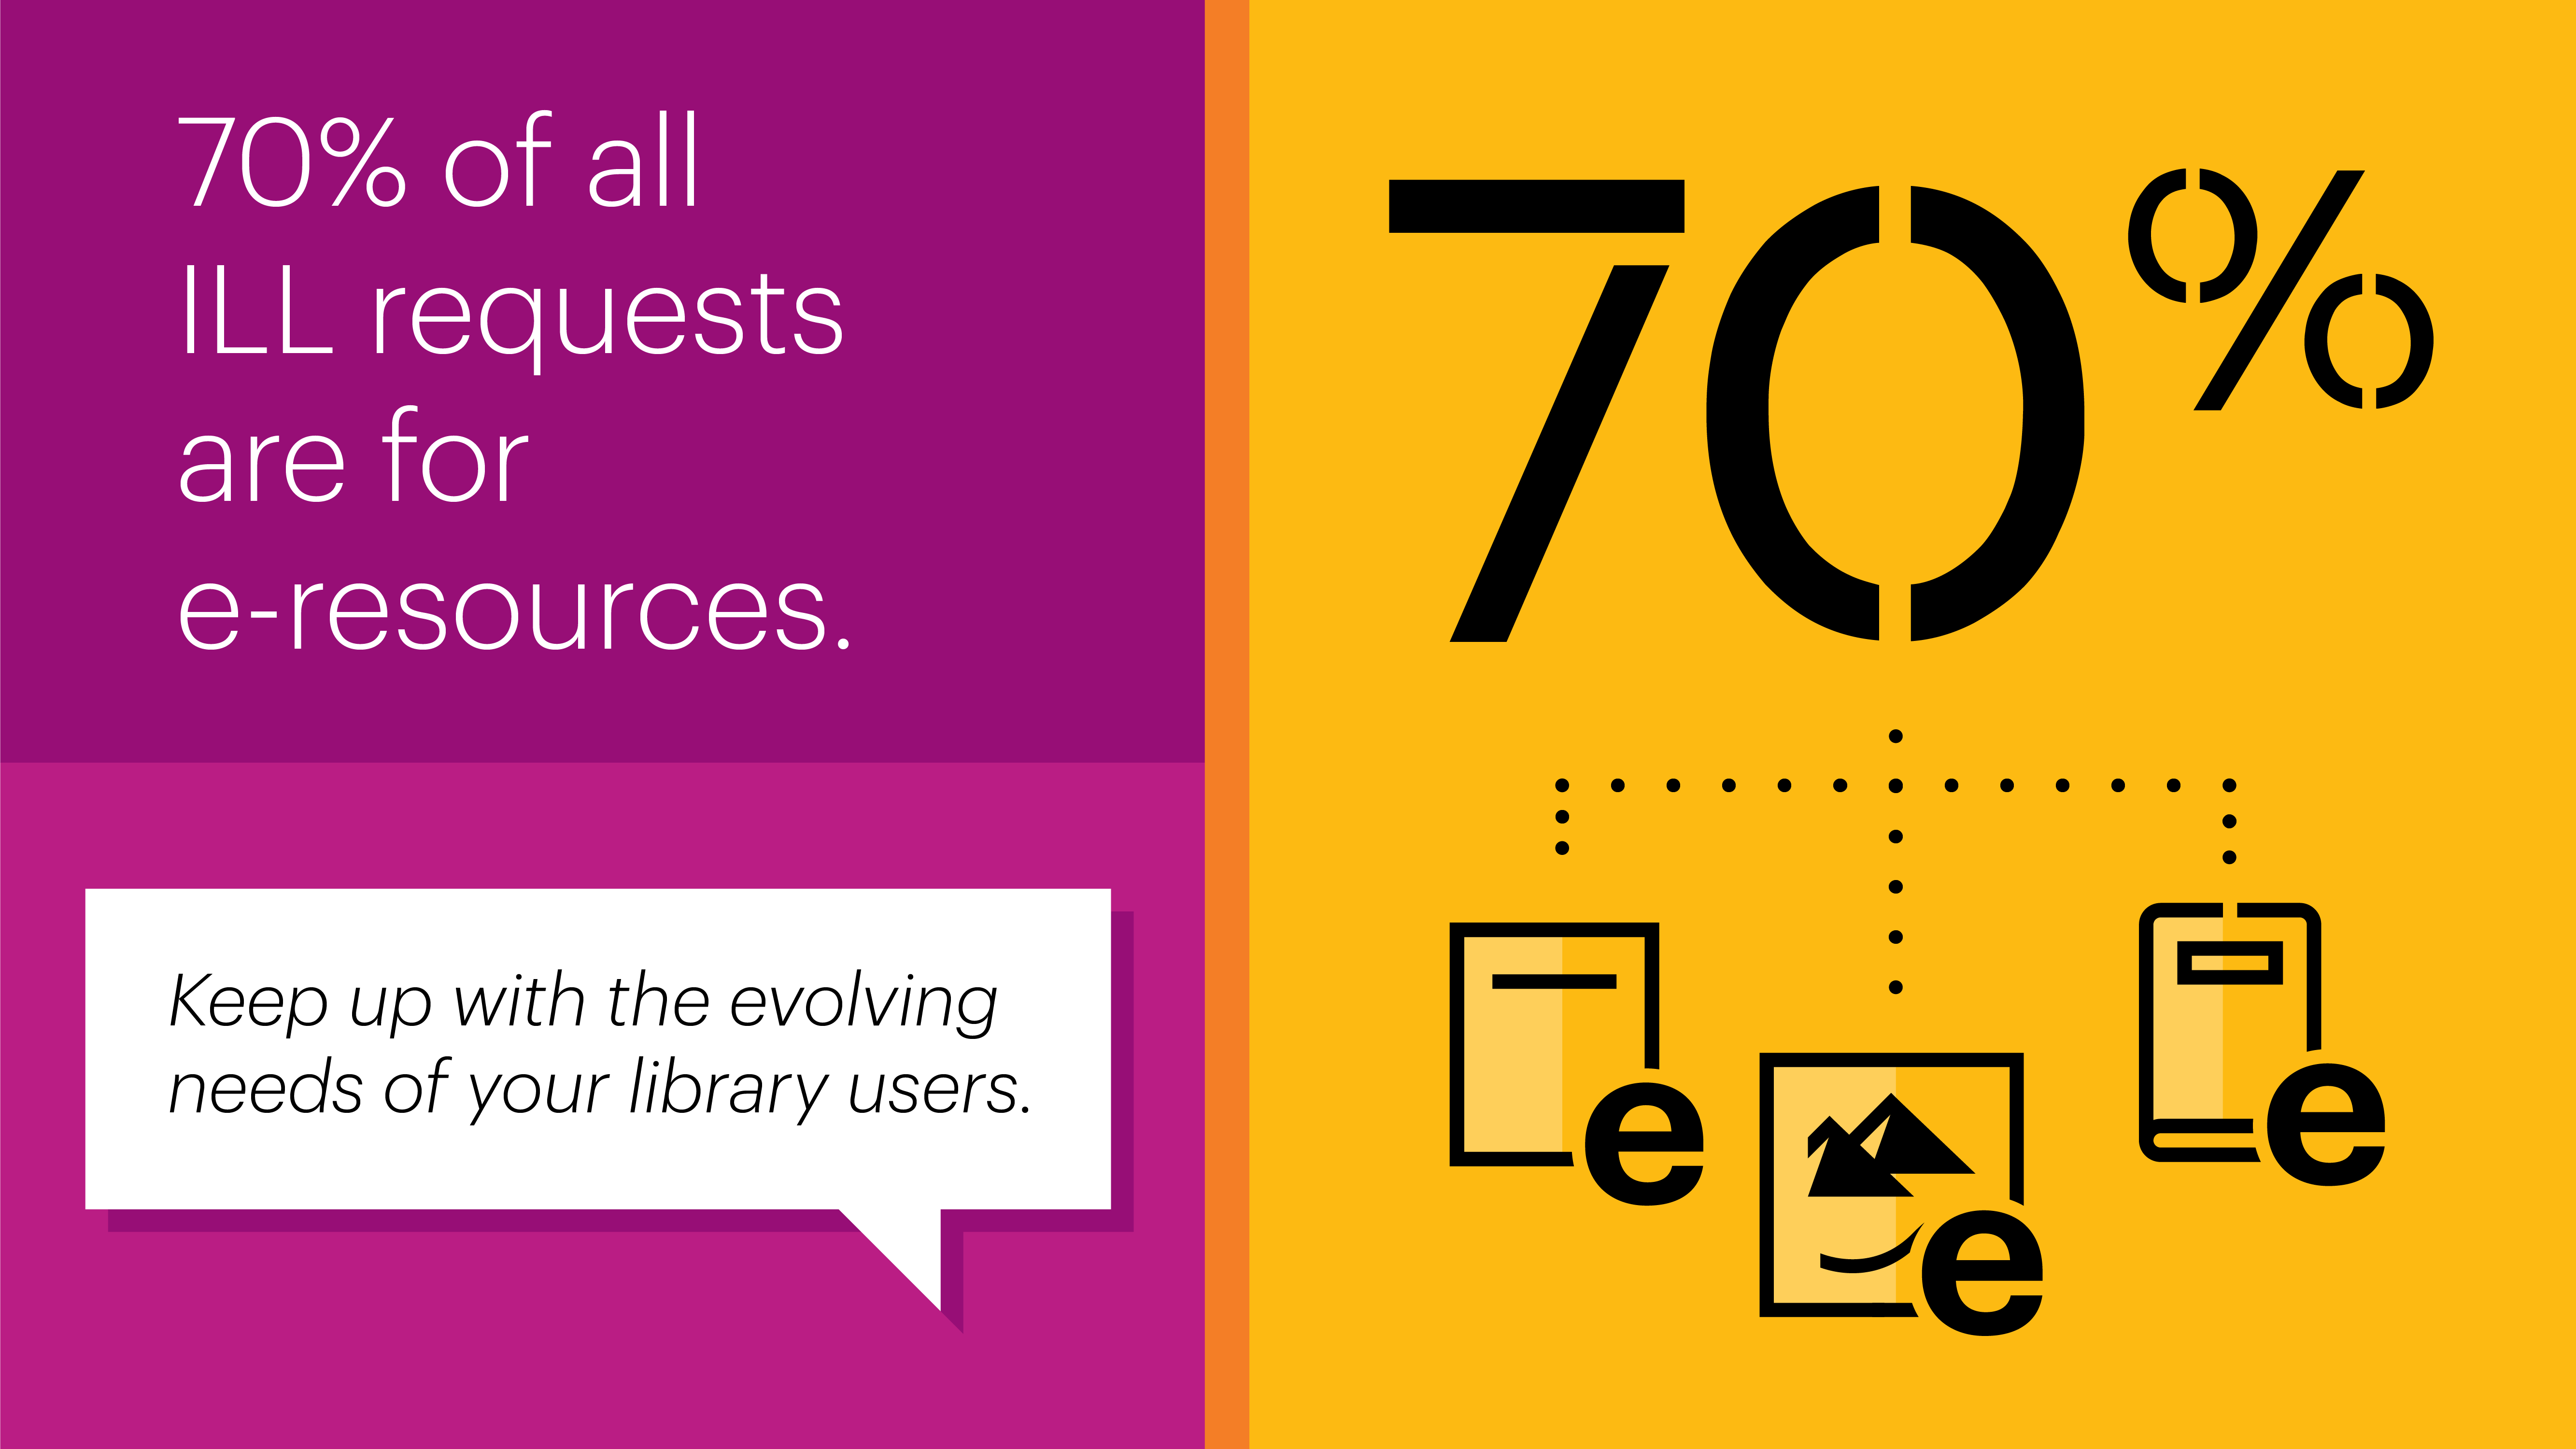 70% of all
ILL requests
are for
e-resources.
Keep up with the evolving
needs of your library users.
70%
e
e
e